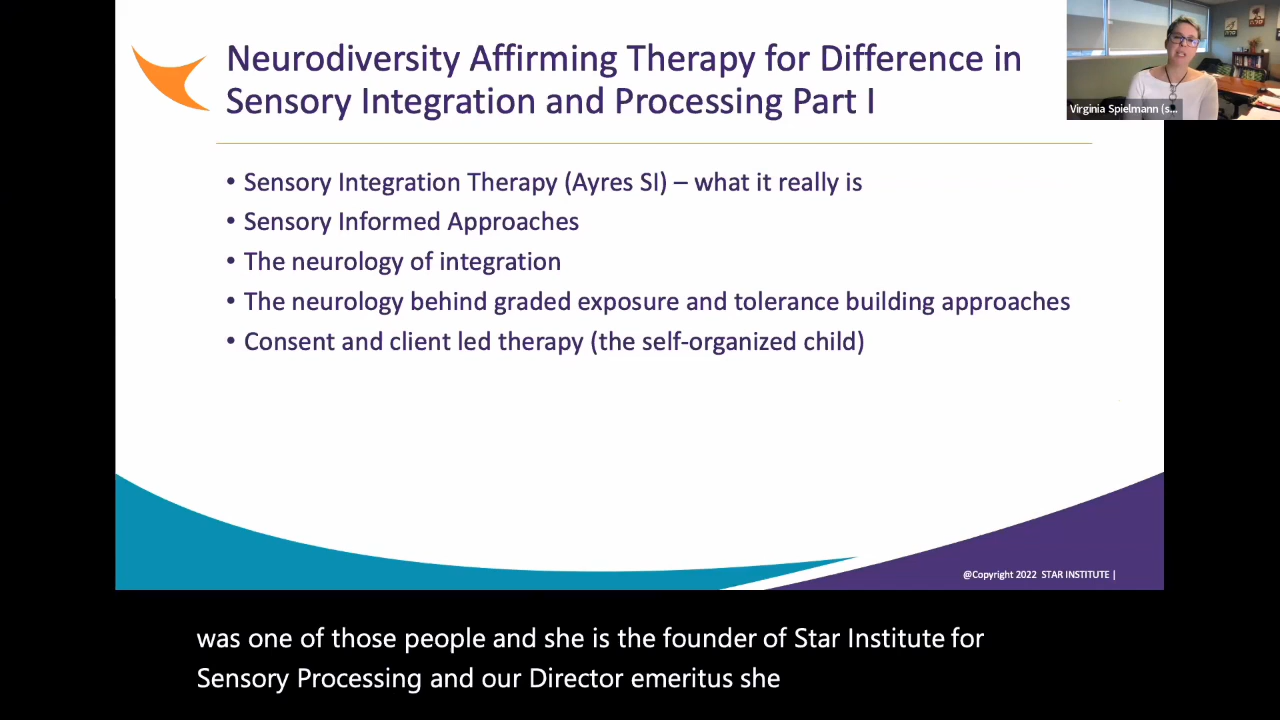 Neurodiversity Affirming Therapy for Difference in
Sensory Integration and Processing Part I
Virginia Spielmann (s...
• Sensory Integration Therapy (Ayres SI) – what it really is
• Sensory Informed Approaches
• The neurology of integration
• The neurology behind graded exposure and tolerance building approaches
• Consent and client led therapy (the self-organized child)
@Copyright 2022 STAR INSTITUTE |
was one of those people and she is the founder of Star Institute for
Sensory Processing and our Director emeritus she